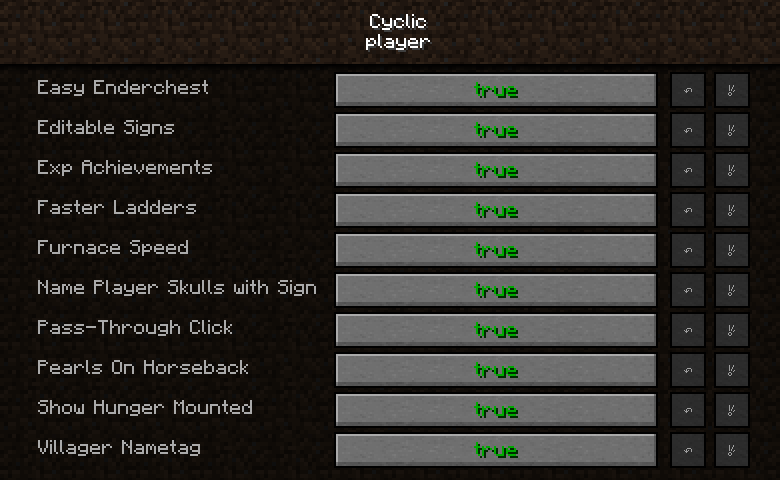 Cyclic
player
Easy Enderchest true
Editable Signs true
Exp Achievements true
Faster Ladders true
Furnace Speed true
Name Player Skulls with Sign true
Pass-Through Click true
Pearls On Horseback true
Show Hunger Mounted true
Villager Nametag true